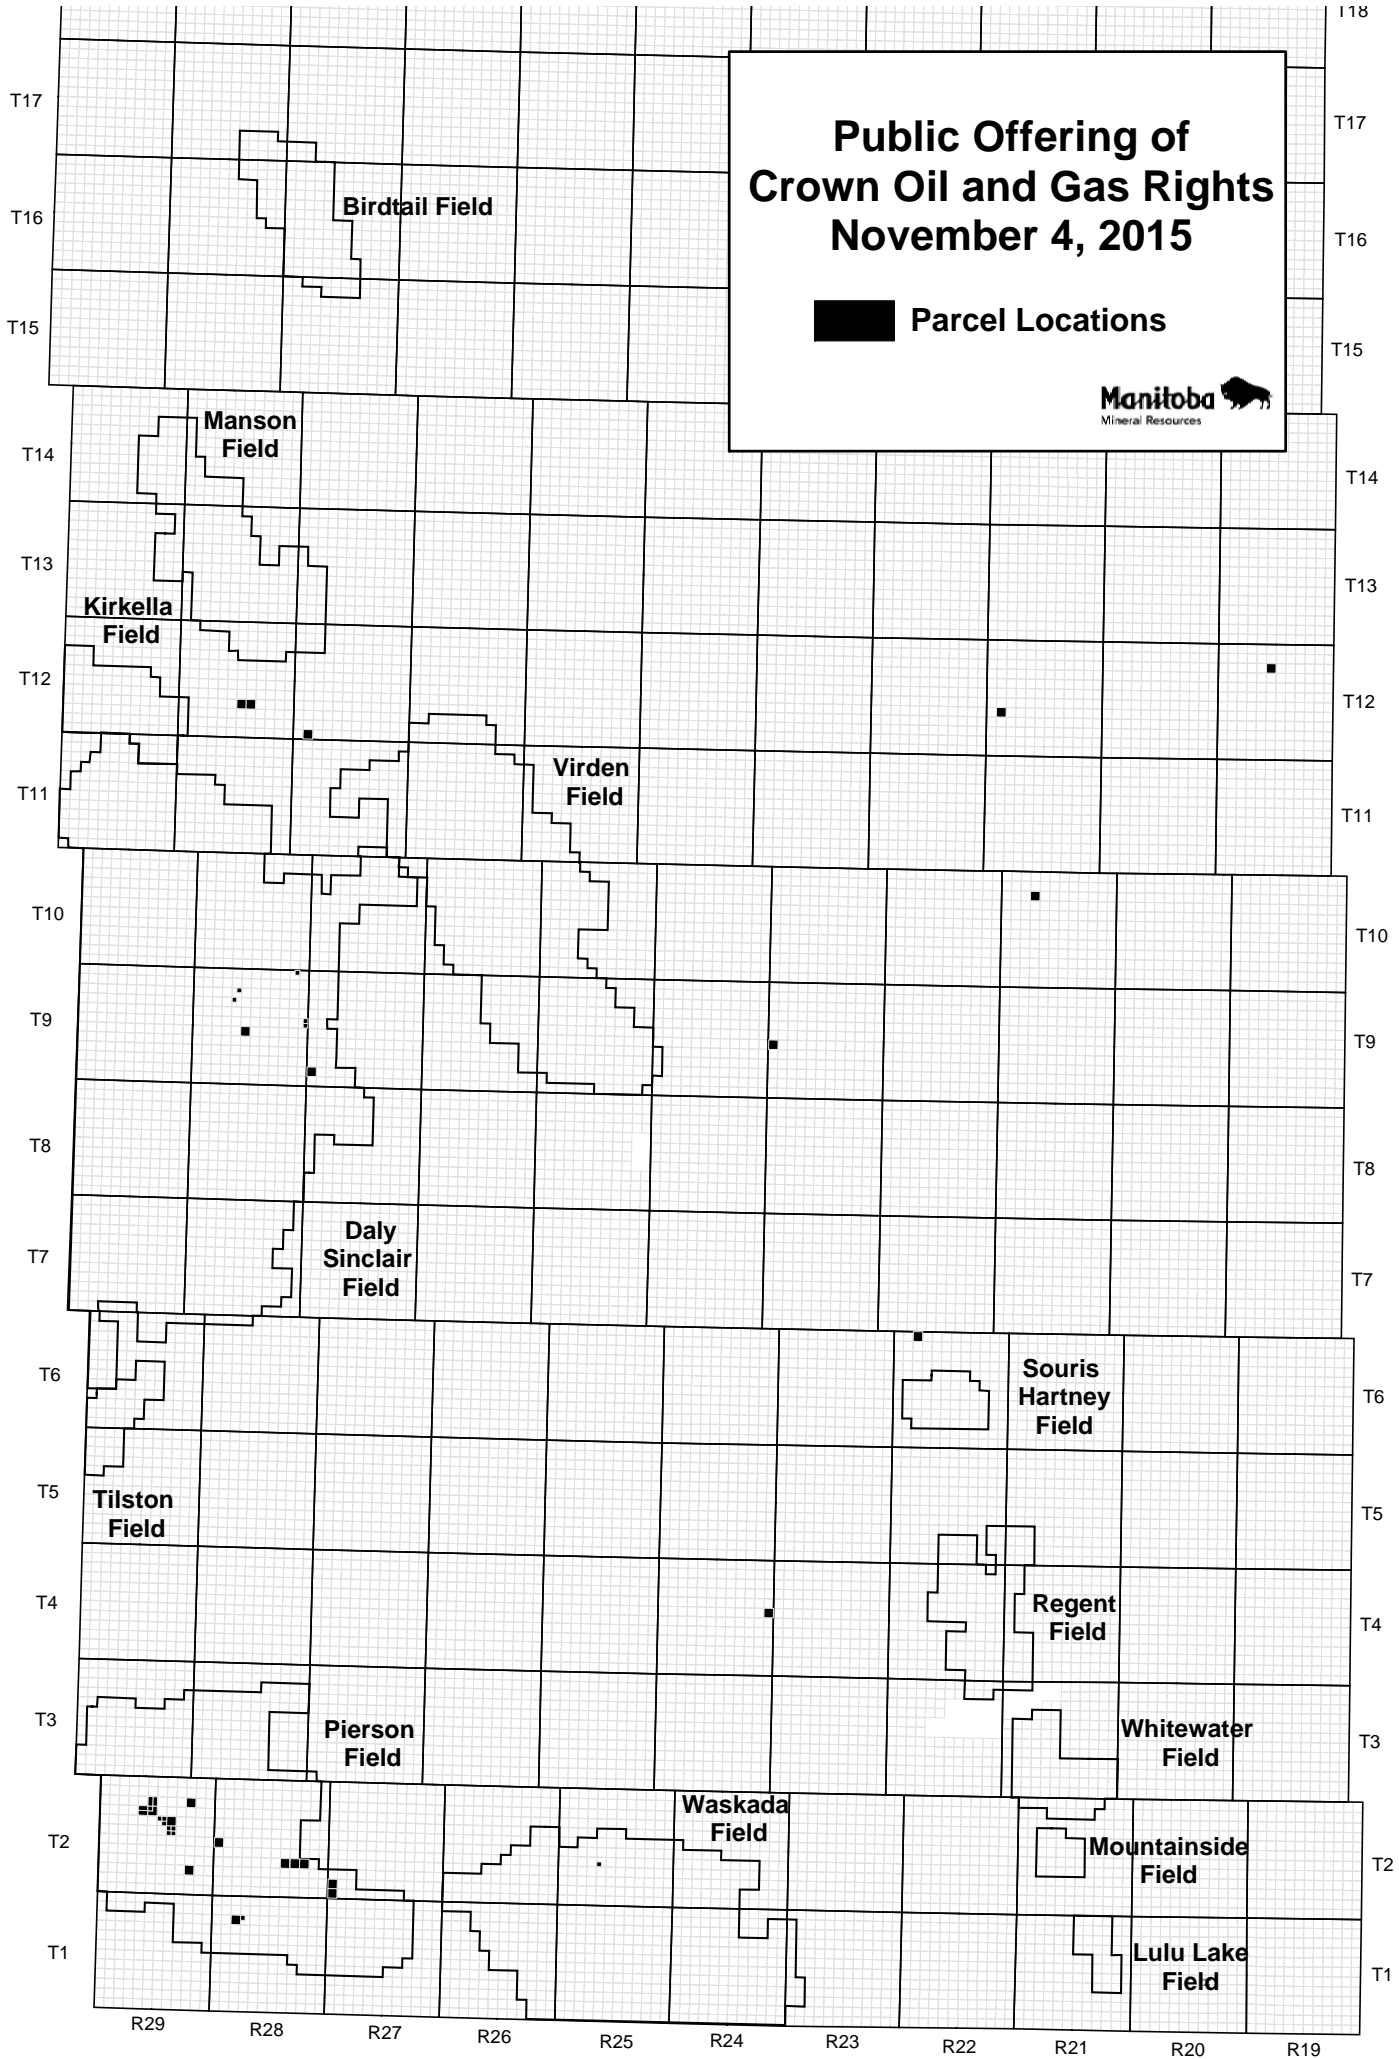 T18
T17
T17
Public Offering of
Crown Oil and Gas Rights
November 4, 2015
Birdtail Field
T16
T16
Parcel Locations
T15
T15
Manitoba
Mineral Resources
Manson
Field
T14
T14
T13
T13
Kirkella
Field
T12
T12
Virden
Field
T11
T11
T10
T10
T9
T9
T8
T8
Daly
Sinclair
Field
T7
T7
Souris
Hartney
Field
T6
T6
Tilston
Field
T5
T5
Regent
Field
T4
T4
Pierson
Field
Whitewater
Field
T3
T3
Waskada
Field
Mountainside
Field
T2
T2
Lulu Lake
Field
T1
T1
R29
R28
R27
R26
R25
R24
R23
R22
R21
R20
R19